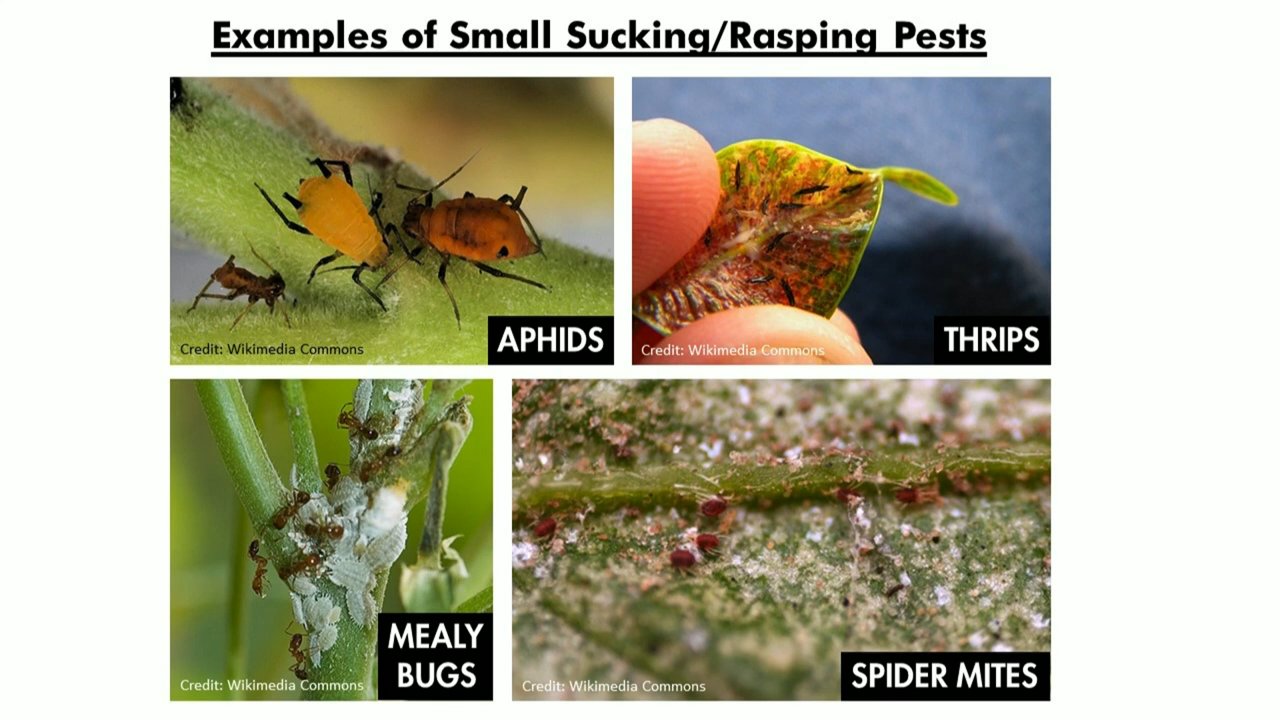 Examples of Small Sucking/Rasping Pests
Credit: Wikimedia Commons
APHIDS
Credit: Wikimedia Commons
THRIPS
Credit: Wikimedia Commons
MEALY
BUGS
Credit: Wikimedia Commons
SPIDER MITES